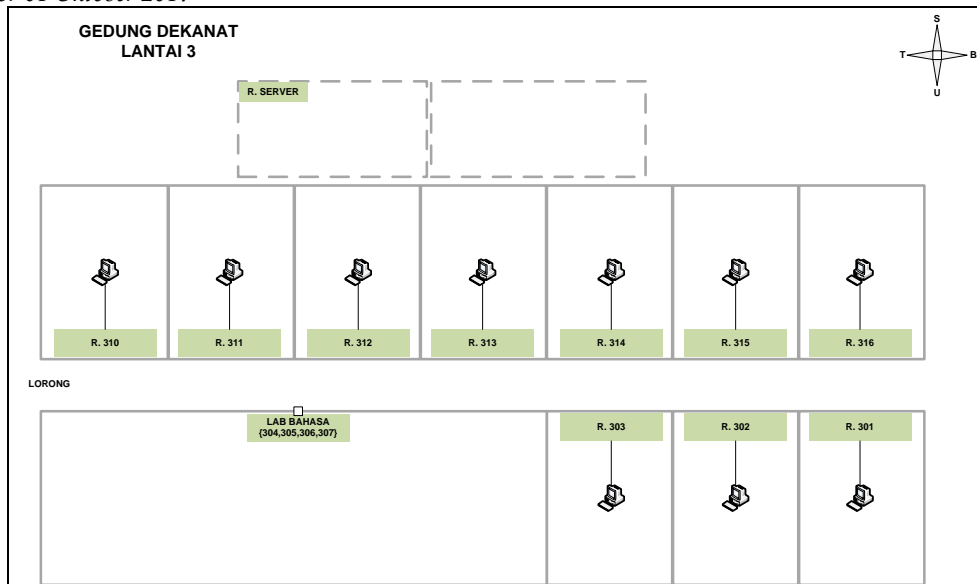 GEDUNG DEKANAT
LANTAI 3
S
T
B
U
R. SERVER
R. 310
R. 311
R. 312
R. 313
R. 314
R. 315
R. 316
LORONG
LAB BAHASA
{304,305,306,307}
R. 303
R. 302
R. 301